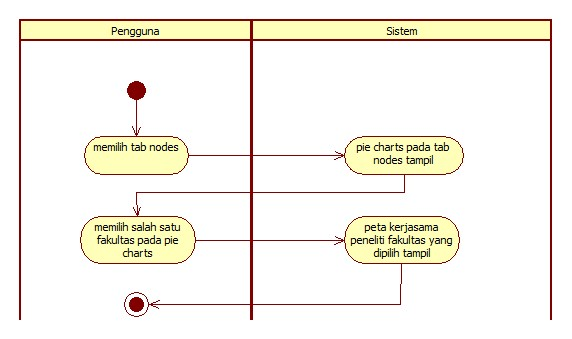 Pengguna
Sistem
memilih tab nodes
pie charts pada tab
nodes tampil
memilih salah satu
fakultas pada pie
charts
peta kerjasama
peneliti fakultas yang
dipilih tampil